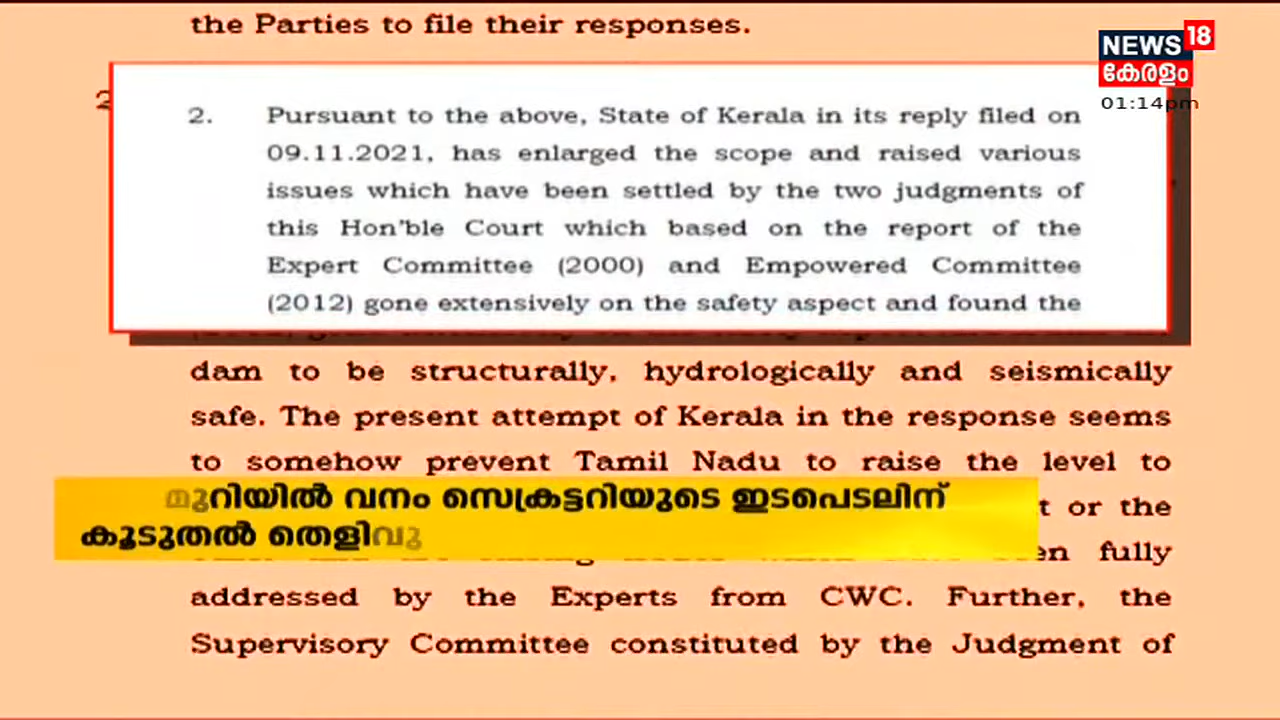 the Parties to file their responses.
NEWS 18
കേരളം
01:14pm
2. Pursuant to the above, State of Kerala in its reply filed on
09.11.2021, has enlarged the scope and raised various
issues which have been settled by the two judgments of
this Hon'ble Court which based on the report of the
Expert Committee (2000) and Empowered Committee
(2012) gone extensively on the safety aspect and found the
dam to be structurally, hydrologically and seismically
safe. The present attempt of Kerala in the response seems
to somehow prevent Tamil Nadu to raise the level to
മുറിയിൽ വനം സെക്രട്ടറിയുടെ ഇടപെടലിന്
t or the
കൂടുതൽ തെളിവു
en fully
addressed by the Experts from CWC. Further, the
Supervisory Committee constituted by the Judgment of